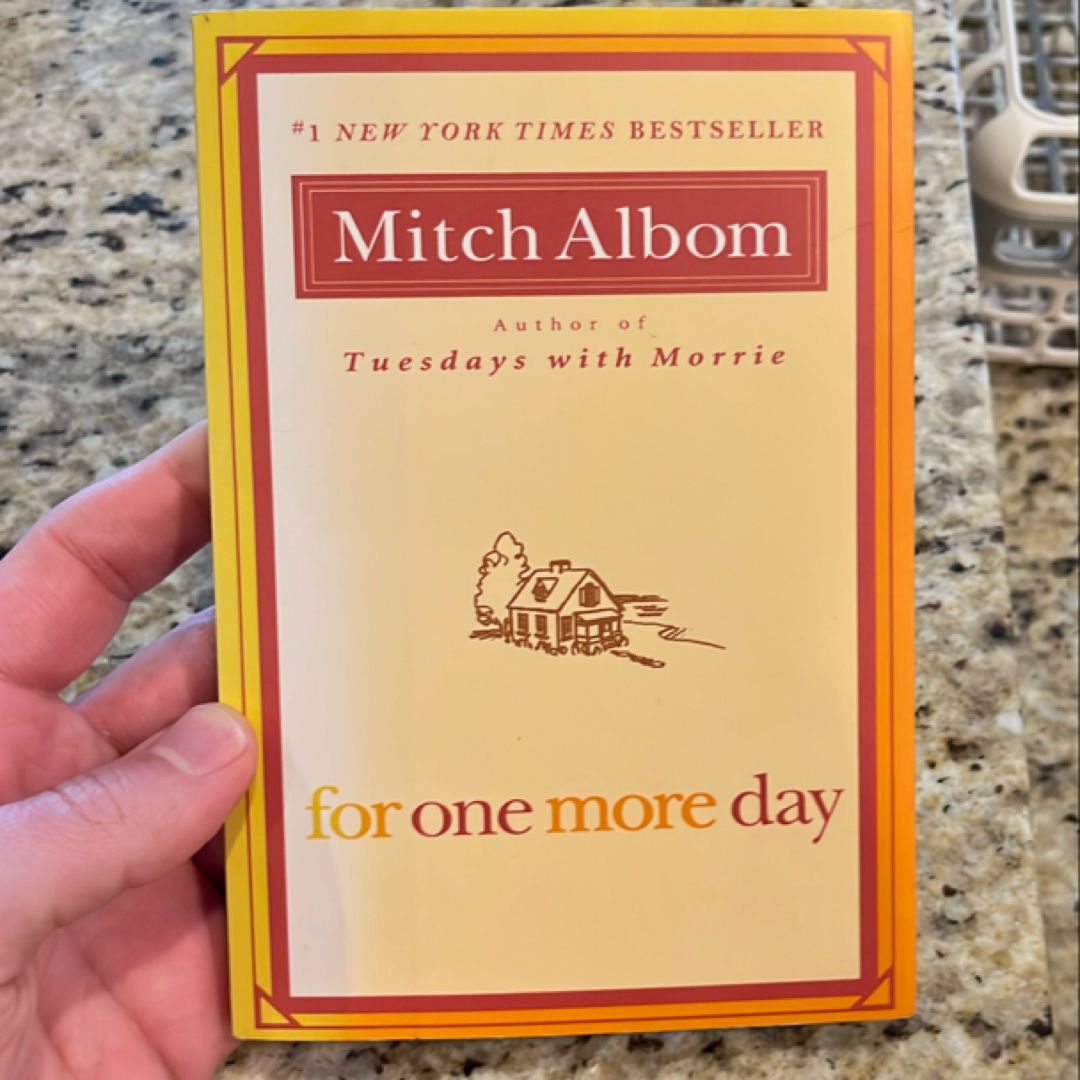 #1 NEW YORK TIMES BESTSELLER
Mitch Albom
Author of
Tuesdays with Morrie
for one more day